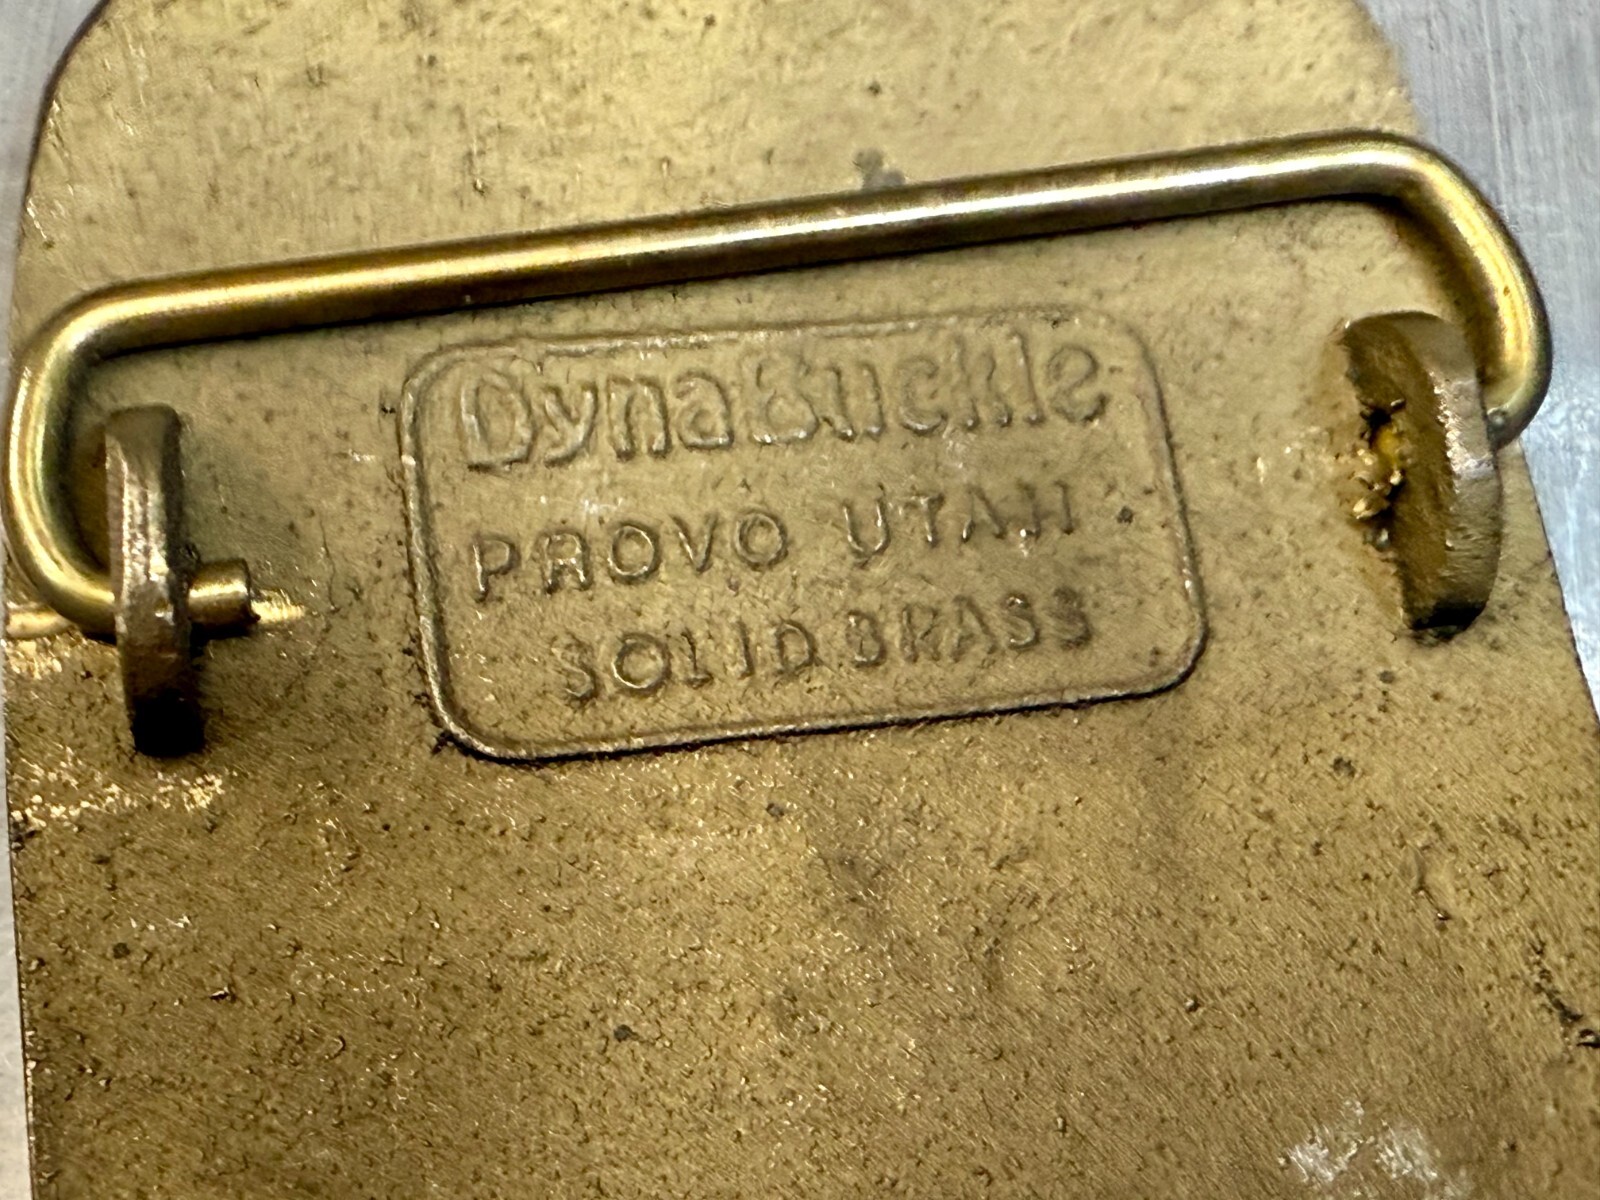 DynaBuckle
PROVO UTAH
SOLID BRASS